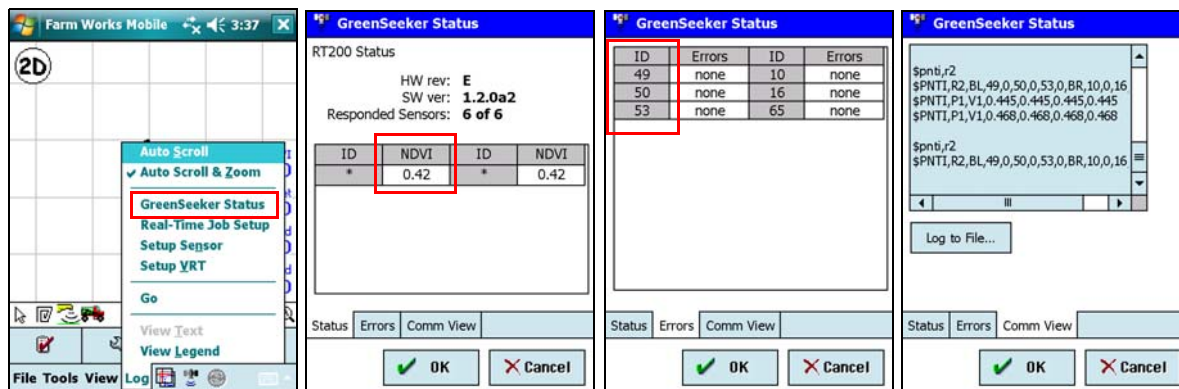 Farm Works Mobile 3:37
2D
Auto Scroll
Auto Scroll & Zoom
GreenSeeker Status
Real-Time Job Setup
Setup Sensor
Setup VRT
Go
View Text
View Legend
File Tools View Log
GreenSeeker Status
RT200 Status
HW rev: E
SW ver: 1.2.0a2
Responded Sensors: 6 of 6
ID NDVI ID NDVI
* 0.42 * 0.42
Status Errors Comm View
OK Cancel
GreenSeeker Status
ID Errors ID Errors
49 none 10 none
50 none 16 none
53 none 65 none
Status Errors Comm View
OK Cancel
GreenSeeker Status
$pnti,r2
$PNTI,R2,BL,49,0,50,0,53,0,BR,10,0,16
$PNTI,P1,V1,0.445,0.445,0.445,0.445
$PNTI,P1,V1,0.468,0.468,0.468,0.468
$pnti,r2
$PNTI,R2,BL,49,0,50,0,53,0,BR,10,0,16
Log to File...
Status Errors Comm View
OK Cancel